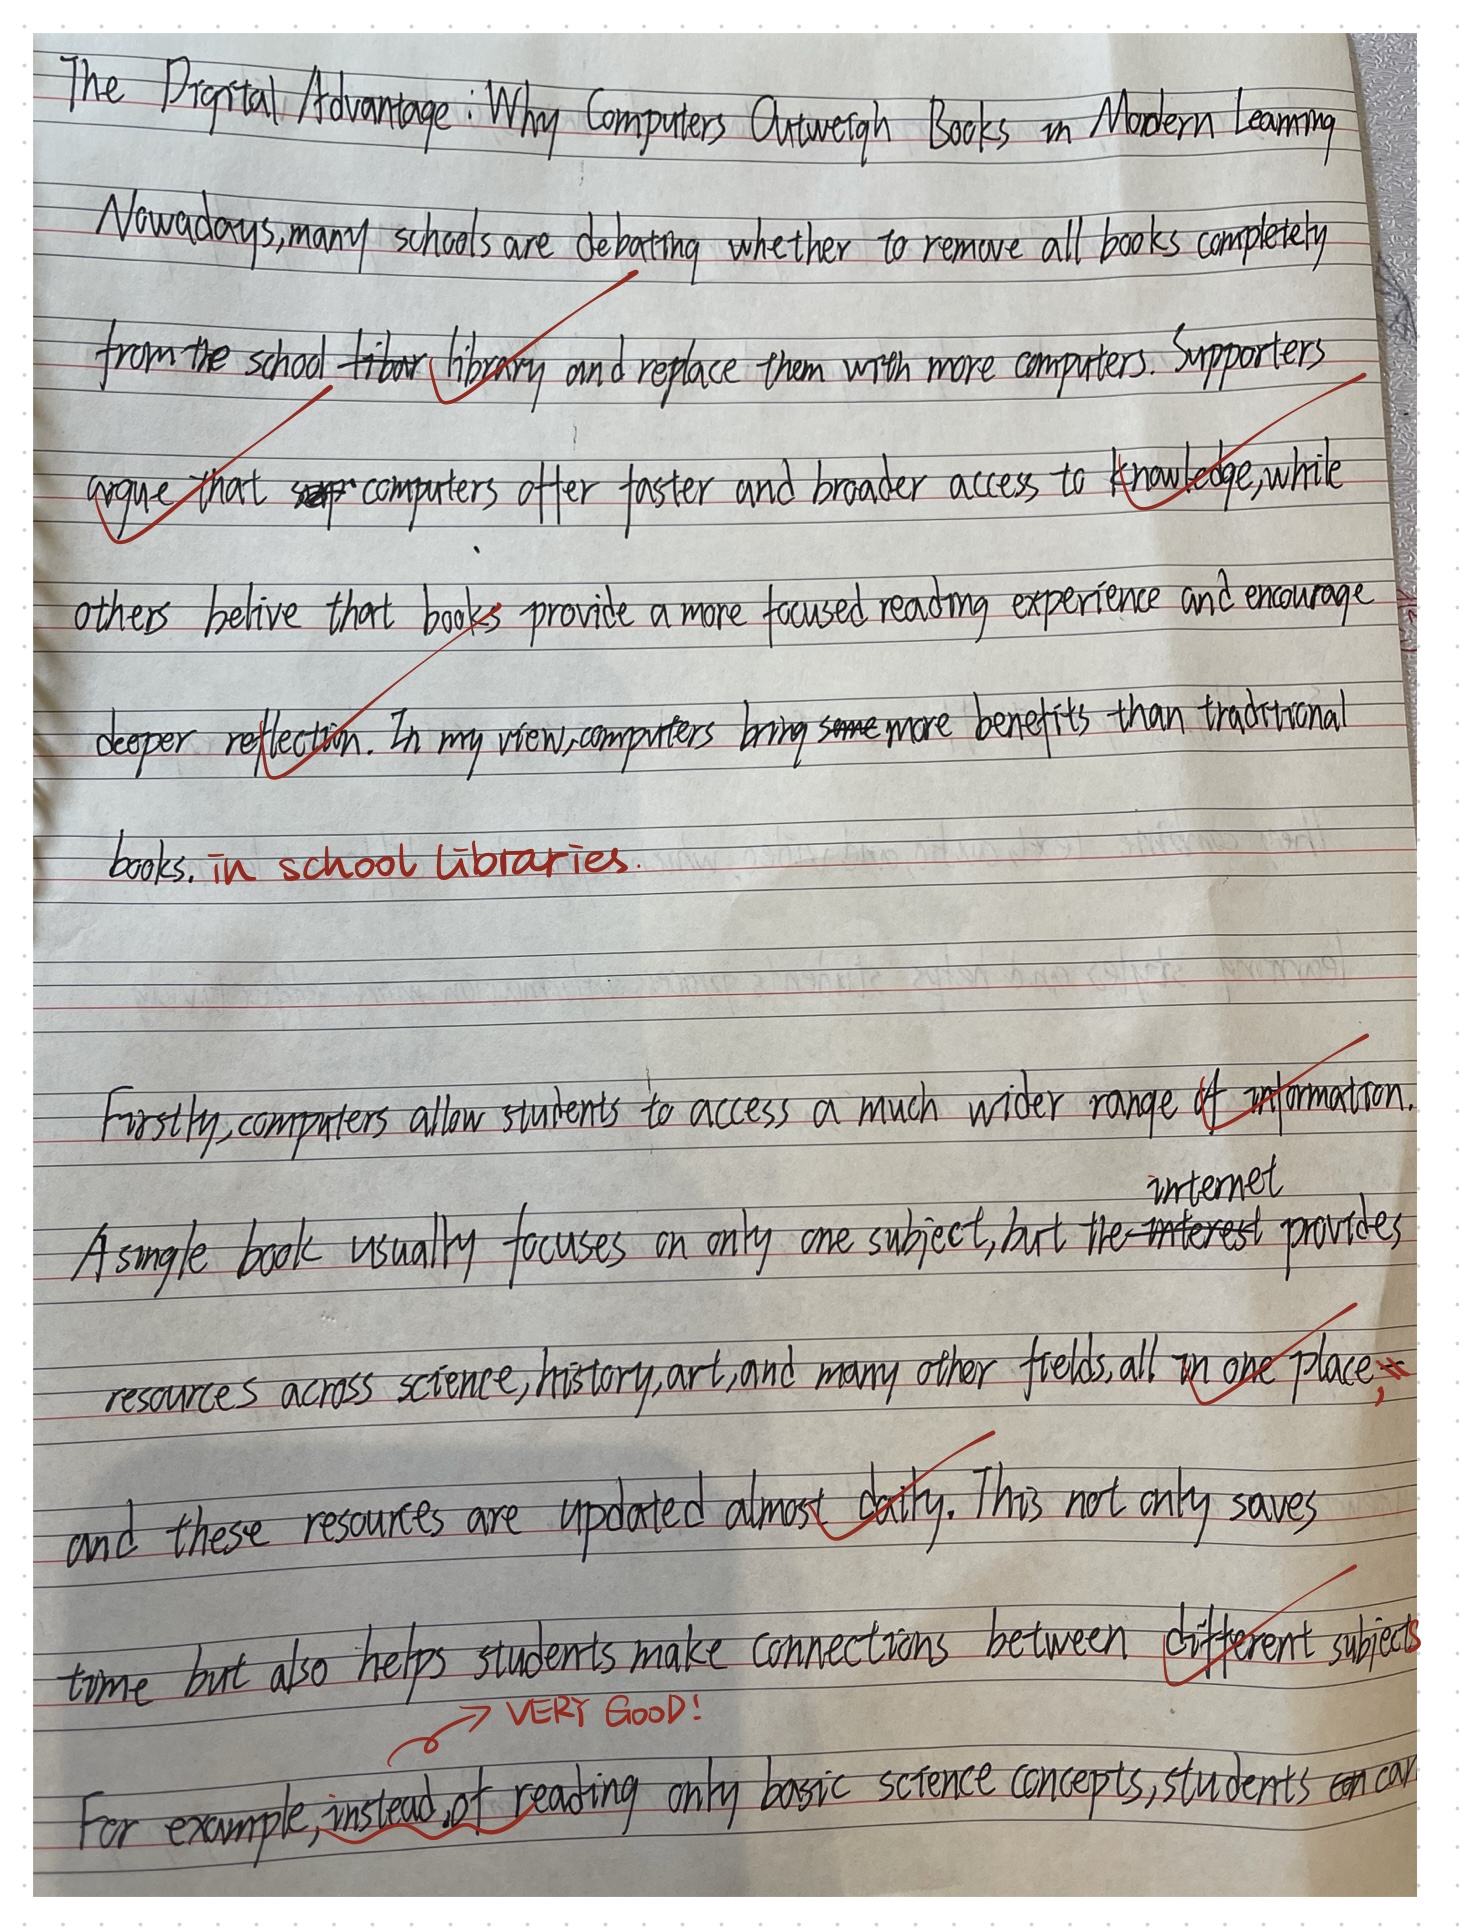 The Digital Advantage: Why Computers Outweigh Books in Modern Learning
Nowadays, many schools are debating whether to remove all books completely
from the school libar library and replace them with more computers. Supporters
argue that computers offer faster and broader access to knowledge, while
others belive that books provide a more focused reading experience and encourage
deeper reflection. In my view, computers bring some more benefits than traditional
books. in school libraries.
Firstly, computers allow students to access a much wider range of information.
internet
A single book usually focuses on only one subject, but the interest provides
resources across science, history, art, and many other fields, all in one place,
and these resources are updated almost daily. This not only saves
time but also helps students make connections between different subjects
VERY GOOD!
For example, instead of reading only basic science concepts, students can can